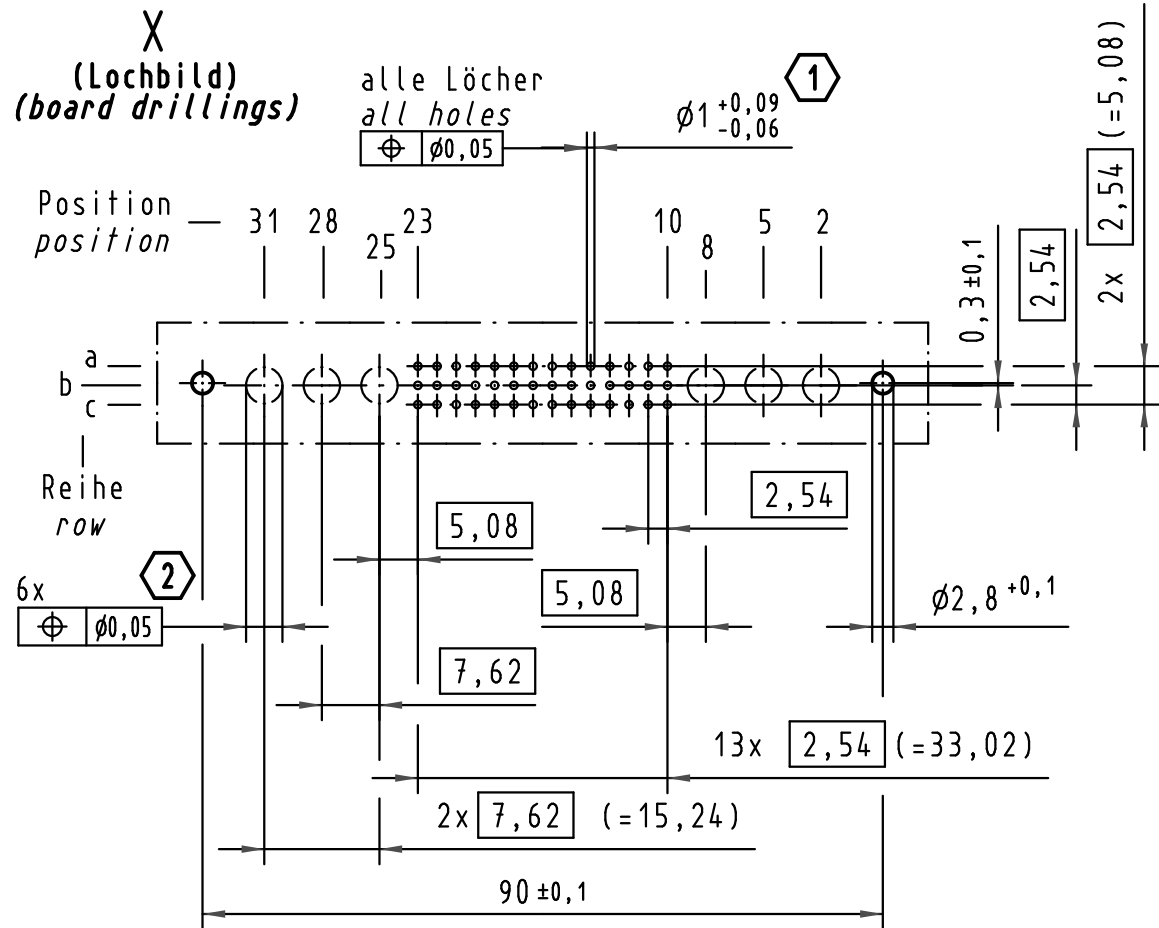 X
(Lochbild)
(board drillings)
alle Löcher
all holes
⌖ ⌀0,05
⌀1 +0,09
-0,06
1
2x 2,54 (=5,08)
Position
position
31 28 25 23 10 8 5 2
0,3 ±0,1
2,54
a
b
c
Reihe
row
2,54
5,08
2
6x
⌖ ⌀0,05
5,08
⌀2,8 +0,1
7,62
13x 2,54 (=33,02)
2x 7,62 (=15,24)
90 ±0,1